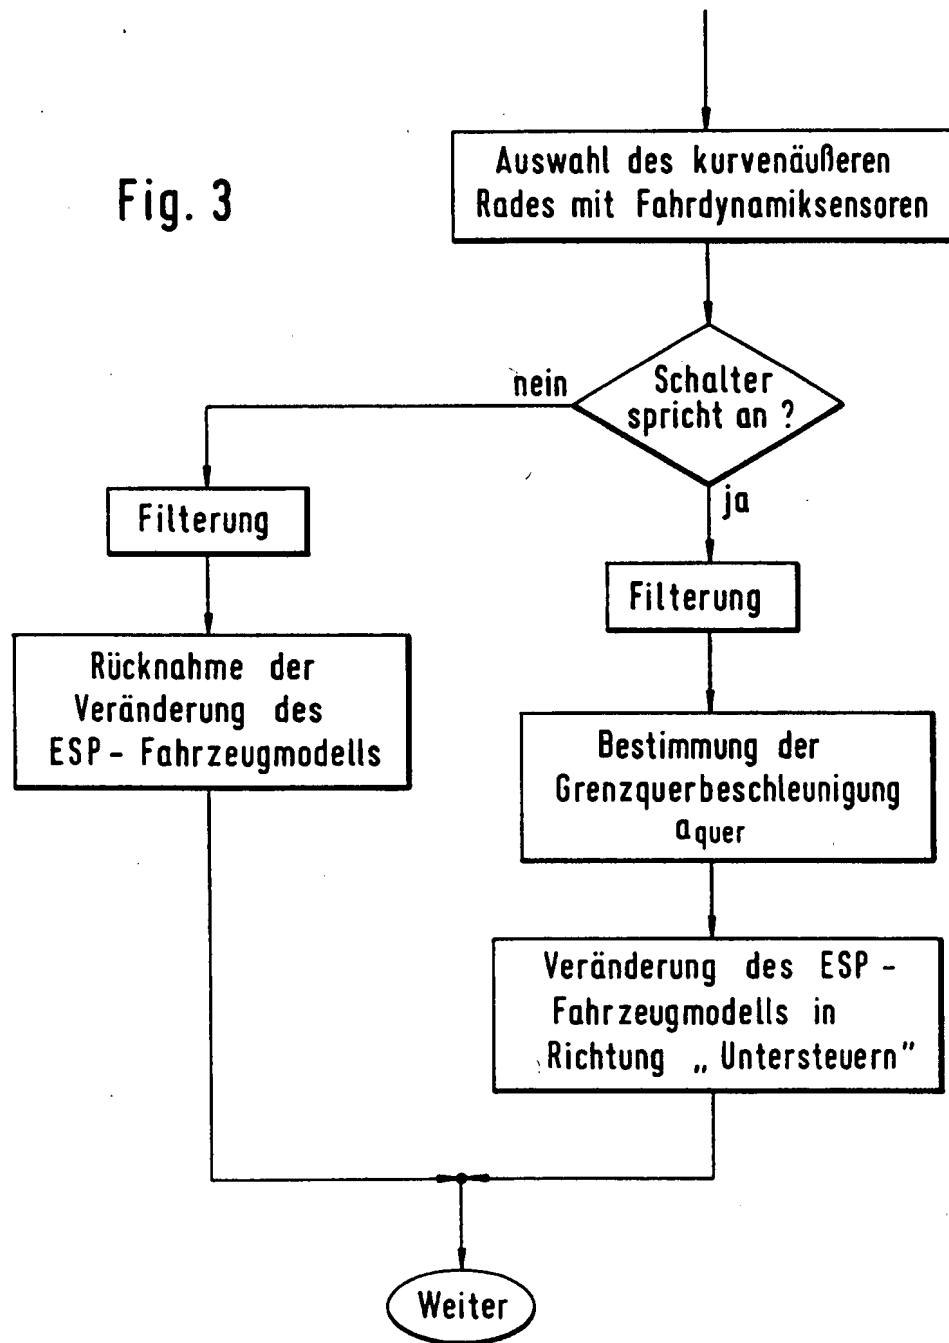 Fig. 3
Auswahl des kurvenäußeren
Rades mit Fahrdynamiksensoren
Schalter
spricht an ?
nein
ja
Filterung
Rücknahme der
Veränderung des
ESP - Fahrzeugmodells
Filterung
Bestimmung der
Grenzquerbeschleunigung
aquer
Veränderung des ESP -
Fahrzeugmodells in
Richtung „ Untersteuern"
Weiter